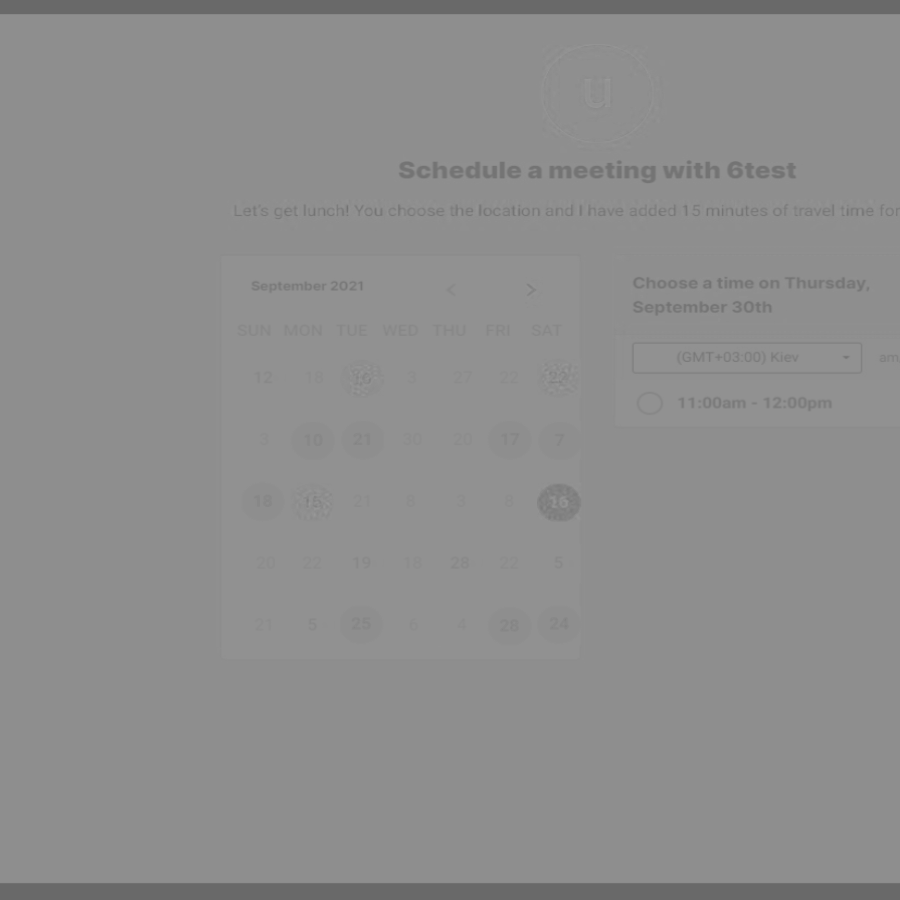 U
Schedule a meeting with 6test
Let's get lunch! You choose the location and I have added 15 minutes of travel time for
September 2021 < >
SUN MON TUE WED THU FRI SAT
12 18 16 3 27 22 22
3 10 21 30 20 17 7
18 15 21 6 3 8 16
20 22 19 18 28 22 5
21 5 25 6 4 28 24
Choose a time on Thursday,
September 30th
(GMT+03:00) Kiev am
11:00am - 12:00pm